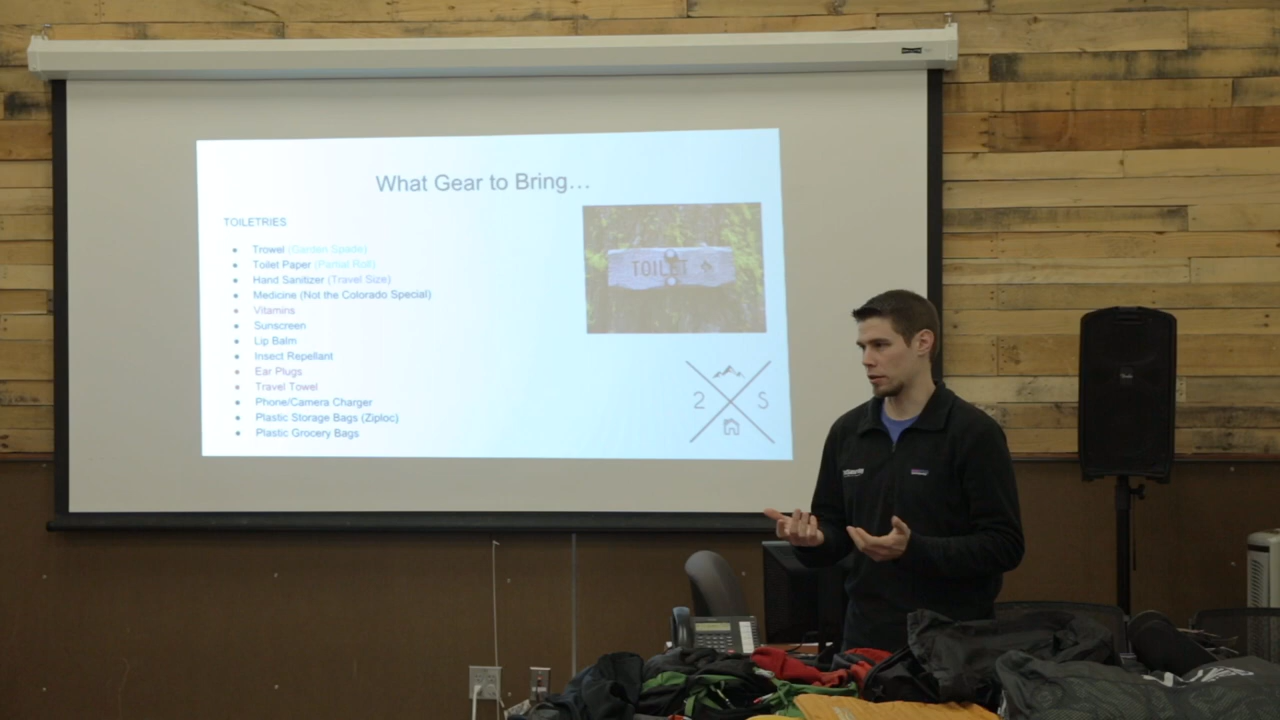 What Gear to Bring...
TOILETRIES
Trowel (Garden Spade)
Toilet Paper (Partial Roll)
Hand Sanitizer (Travel Size)
Medicine (Not the Colorado Special)
Vitamins
Sunscreen
Lip Balm
Insect Repellant
Ear Plugs
Travel Towel
Phone/Camera Charger
Plastic Storage Bags (Ziploc)
Plastic Grocery Bags
TOILET
2 S